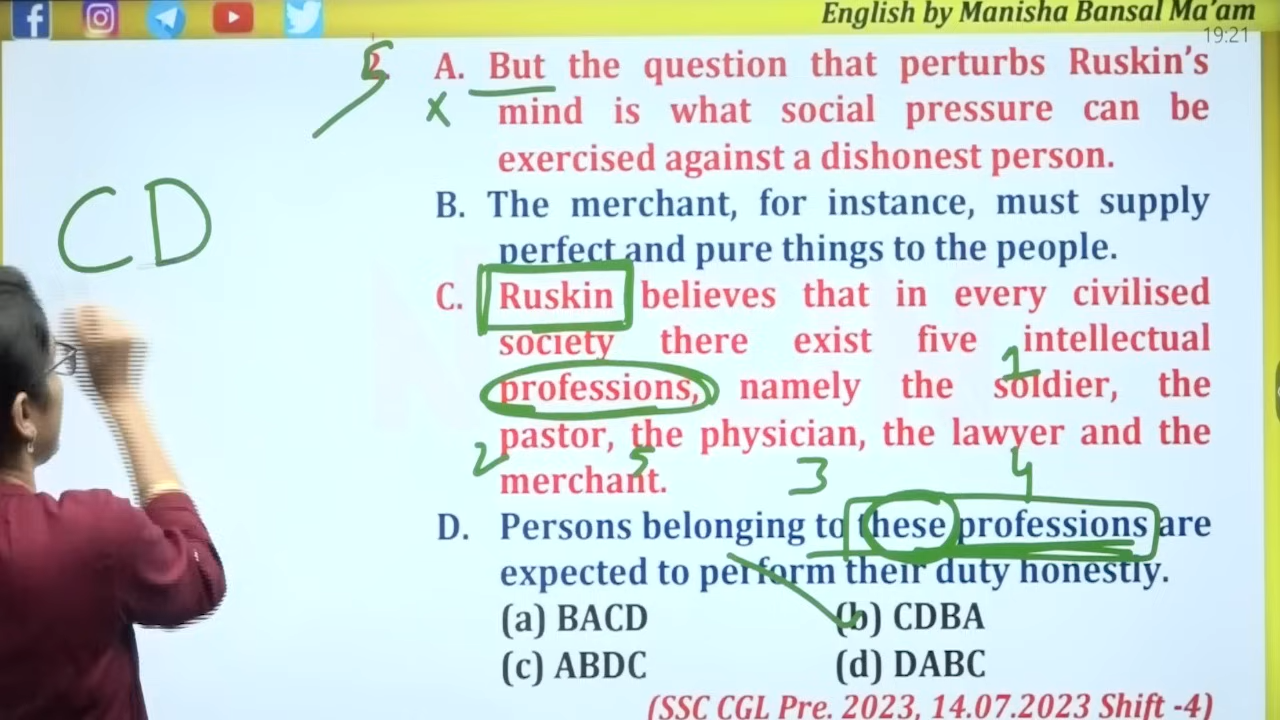 English by Manisha Bansal Ma'am
19:21
A. But the question that perturbs Ruskin's
mind is what social pressure can be
exercised against a dishonest person.
B. The merchant, for instance, must supply
perfect and pure things to the people.
C. Ruskin believes that in every civilised
society there exist five intellectual
professions, namely the soldier, the
pastor, the physician, the lawyer and the
merchant.
D. Persons belonging to these professions are
expected to perform their duty honestly.
(a) BACD (b) CDBA
(c) ABDC (d) DABC
(SSC CGL Pre. 2023, 14.07.2023 Shift -4)
CD
1
2
5
3
4